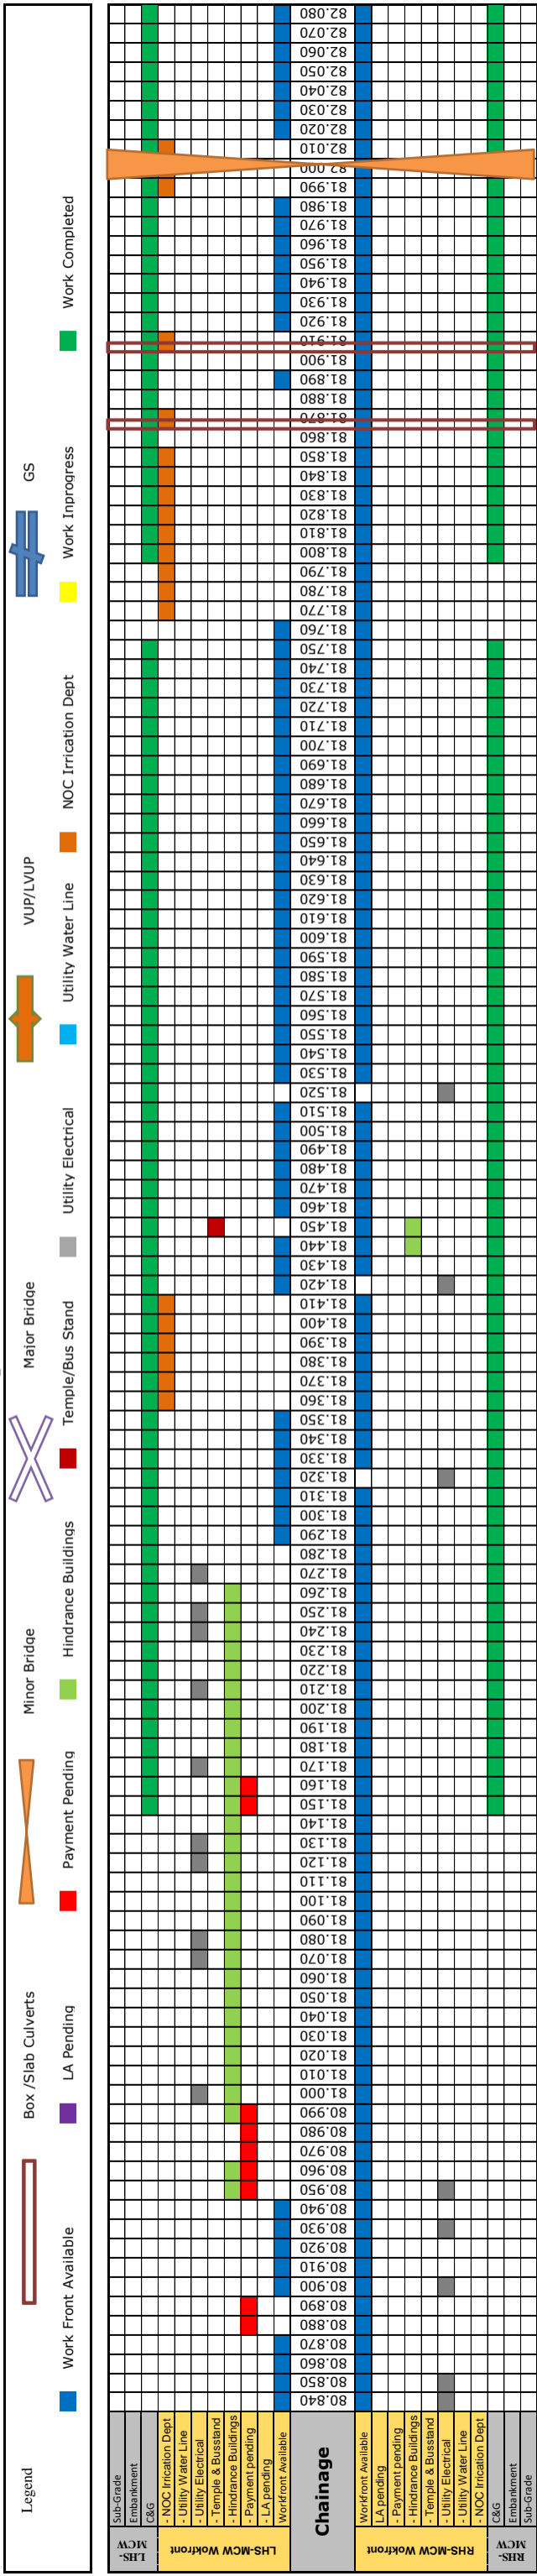 Legend
Box /Slab Culverts
Minor Bridge
Major Bridge
VUP/LVUP
GS
Work Front Available
LA Pending
Payment Pending
Hindrance Buildings
Temple/Bus Stand
Utility Electrical
Utility Water Line
NOC Irrication Dept
Work Inprogress
Work Completed
LHS-
MCW
Sub-Grade
Embankment
C&G
LHS-MCW Wokfront
- NOC Irrication Dept
- Utility Water Line
- Utility Electrical
- Temple & Busstand
- Hindrance Buildings
- Payment pending
- LA pending
Workfront Available
Chainage
80.840
80.850
80.860
80.870
80.880
80.890
80.900
80.910
80.920
80.930
80.940
80.950
80.960
80.970
80.980
80.990
81.000
81.010
81.020
81.030
81.040
81.050
81.060
81.070
81.080
81.090
81.100
81.110
81.120
81.130
81.140
81.150
81.160
81.170
81.180
81.190
81.200
81.210
81.220
81.230
81.240
81.250
81.260
81.270
81.280
81.290
81.300
81.310
81.320
81.330
81.340
81.350
81.360
81.370
81.380
81.390
81.400
81.410
81.420
81.430
81.440
81.450
81.460
81.470
81.480
81.490
81.500
81.510
81.520
81.530
81.540
81.550
81.560
81.570
81.580
81.590
81.600
81.610
81.620
81.630
81.640
81.650
81.660
81.670
81.680
81.690
81.700
81.710
81.720
81.730
81.740
81.750
81.760
81.770
81.780
81.790
81.800
81.810
81.820
81.830
81.840
81.850
81.860
81.870
81.880
81.890
81.900
81.910
81.920
81.930
81.940
81.950
81.960
81.970
81.980
81.990
82.000
82.010
82.020
82.030
82.040
82.050
82.060
82.070
82.080
RHS-MCW Wokfront
Workfront Available
LA pending
- Payment pending
- Hindrance Buildings
- Temple & Busstand
- Utility Electrical
- Utility Water Line
- NOC Irrication Dept
RHS-
MCW
C&G
Embankment
Sub-Grade